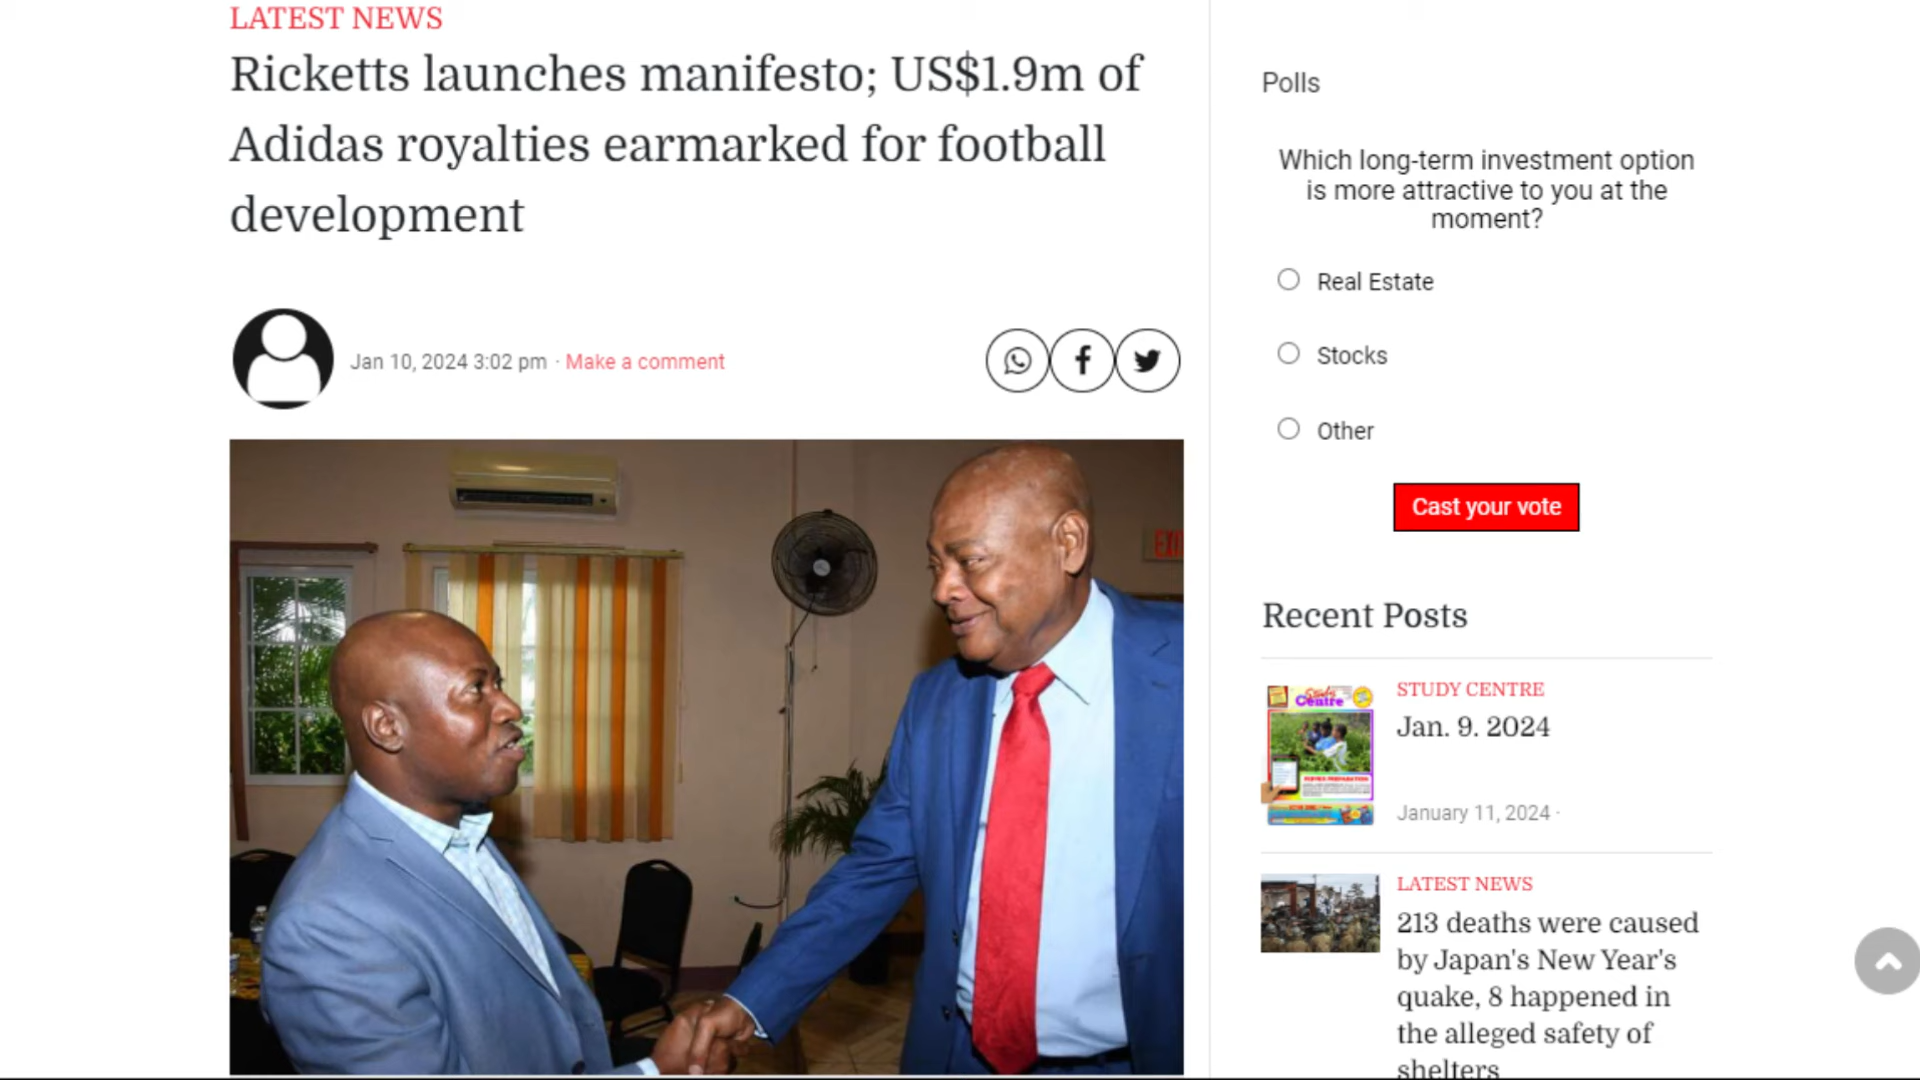 LATEST NEWS
Ricketts launches manifesto; US$1.9m of
Adidas royalties earmarked for football
development
Jan 10, 2024 3:02 pm · Make a comment
Polls
Which long-term investment option
is more attractive to you at the
moment?
Real Estate
Stocks
Other
Cast your vote
Recent Posts
Study
Centre
STUDY CENTRE
Jan. 9. 2024
January 11, 2024 ·
LATEST NEWS
213 deaths were caused
by Japan's New Year's
quake, 8 happened in
the alleged safety of
shelters